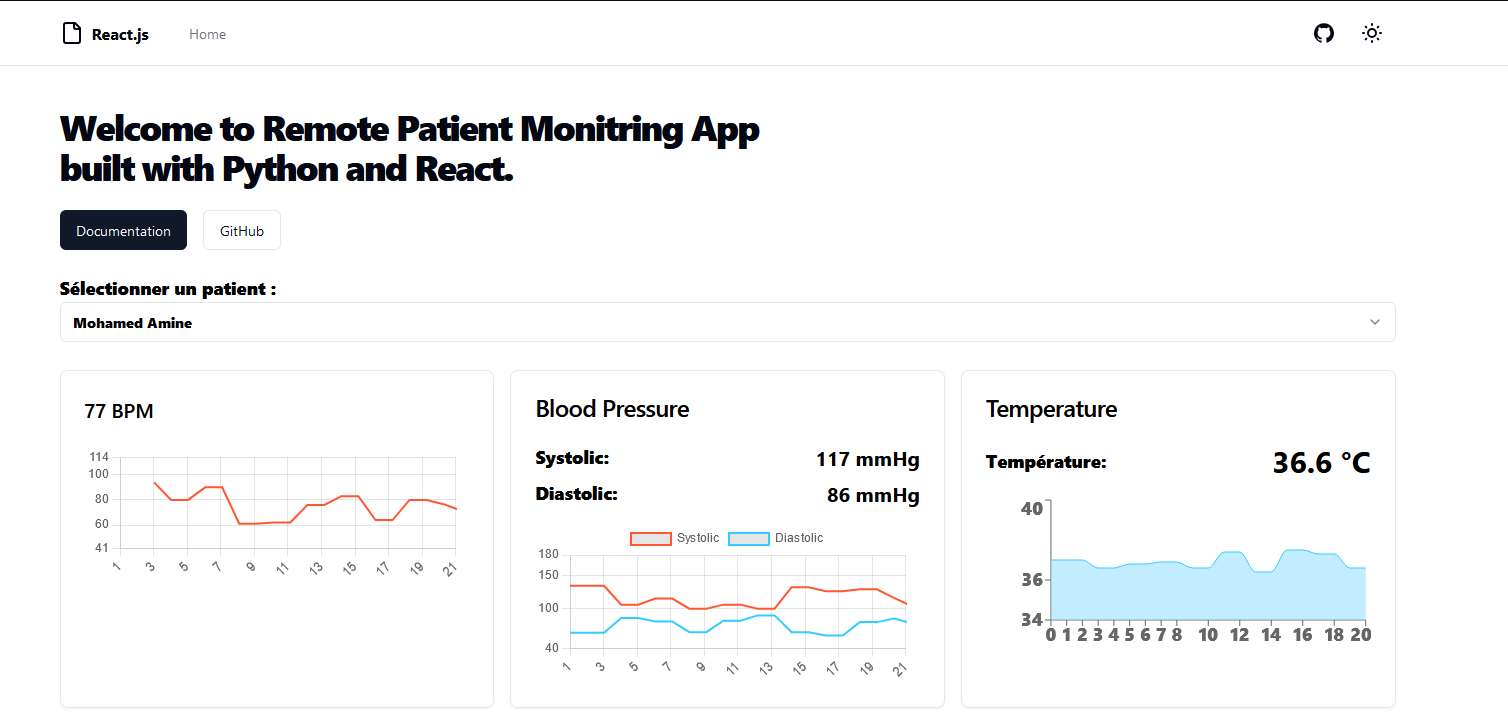 React.js Home
Welcome to Remote Patient Monitring App
built with Python and React.
Documentation GitHub
Sélectionner un patient :
Mohamed Amine
77 BPM
114
100
80
60
41
1 3 5 7 9 11 13 15 17 19 21
Blood Pressure
Systolic: 117 mmHg
Diastolic: 86 mmHg
Systolic Diastolic
180
150
100
40
1 3 5 7 9 11 13 15 17 19 21
Temperature
Température: 36.6 °C
40
36
34
0 1 2 3 4 5 6 7 8 10 12 14 16 18 20